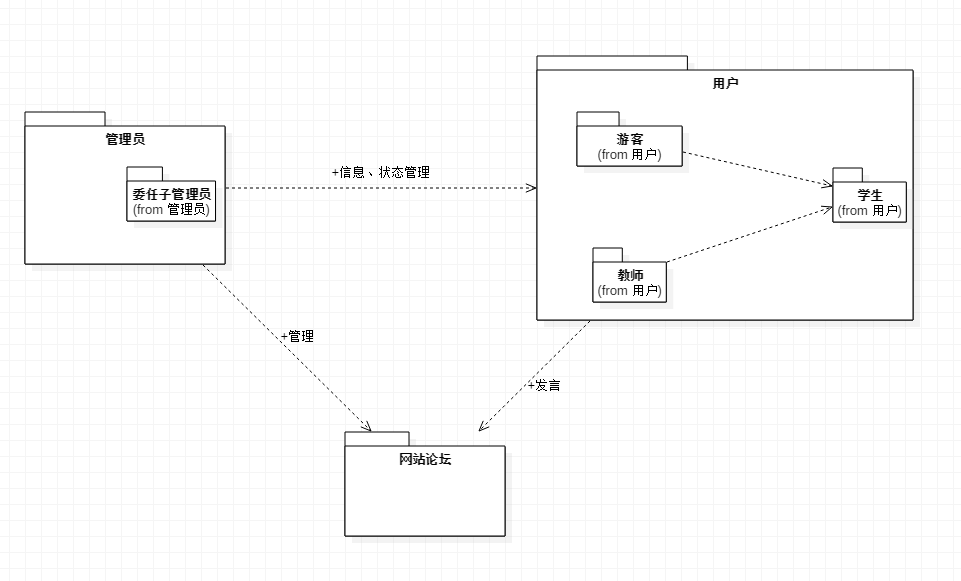 用户
管理员
游客
(from 用户)
+信息、状态管理
委任子管理员
(from 管理员)
学生
(from 用户)
教师
(from 用户)
+管理
+发言
网站论坛